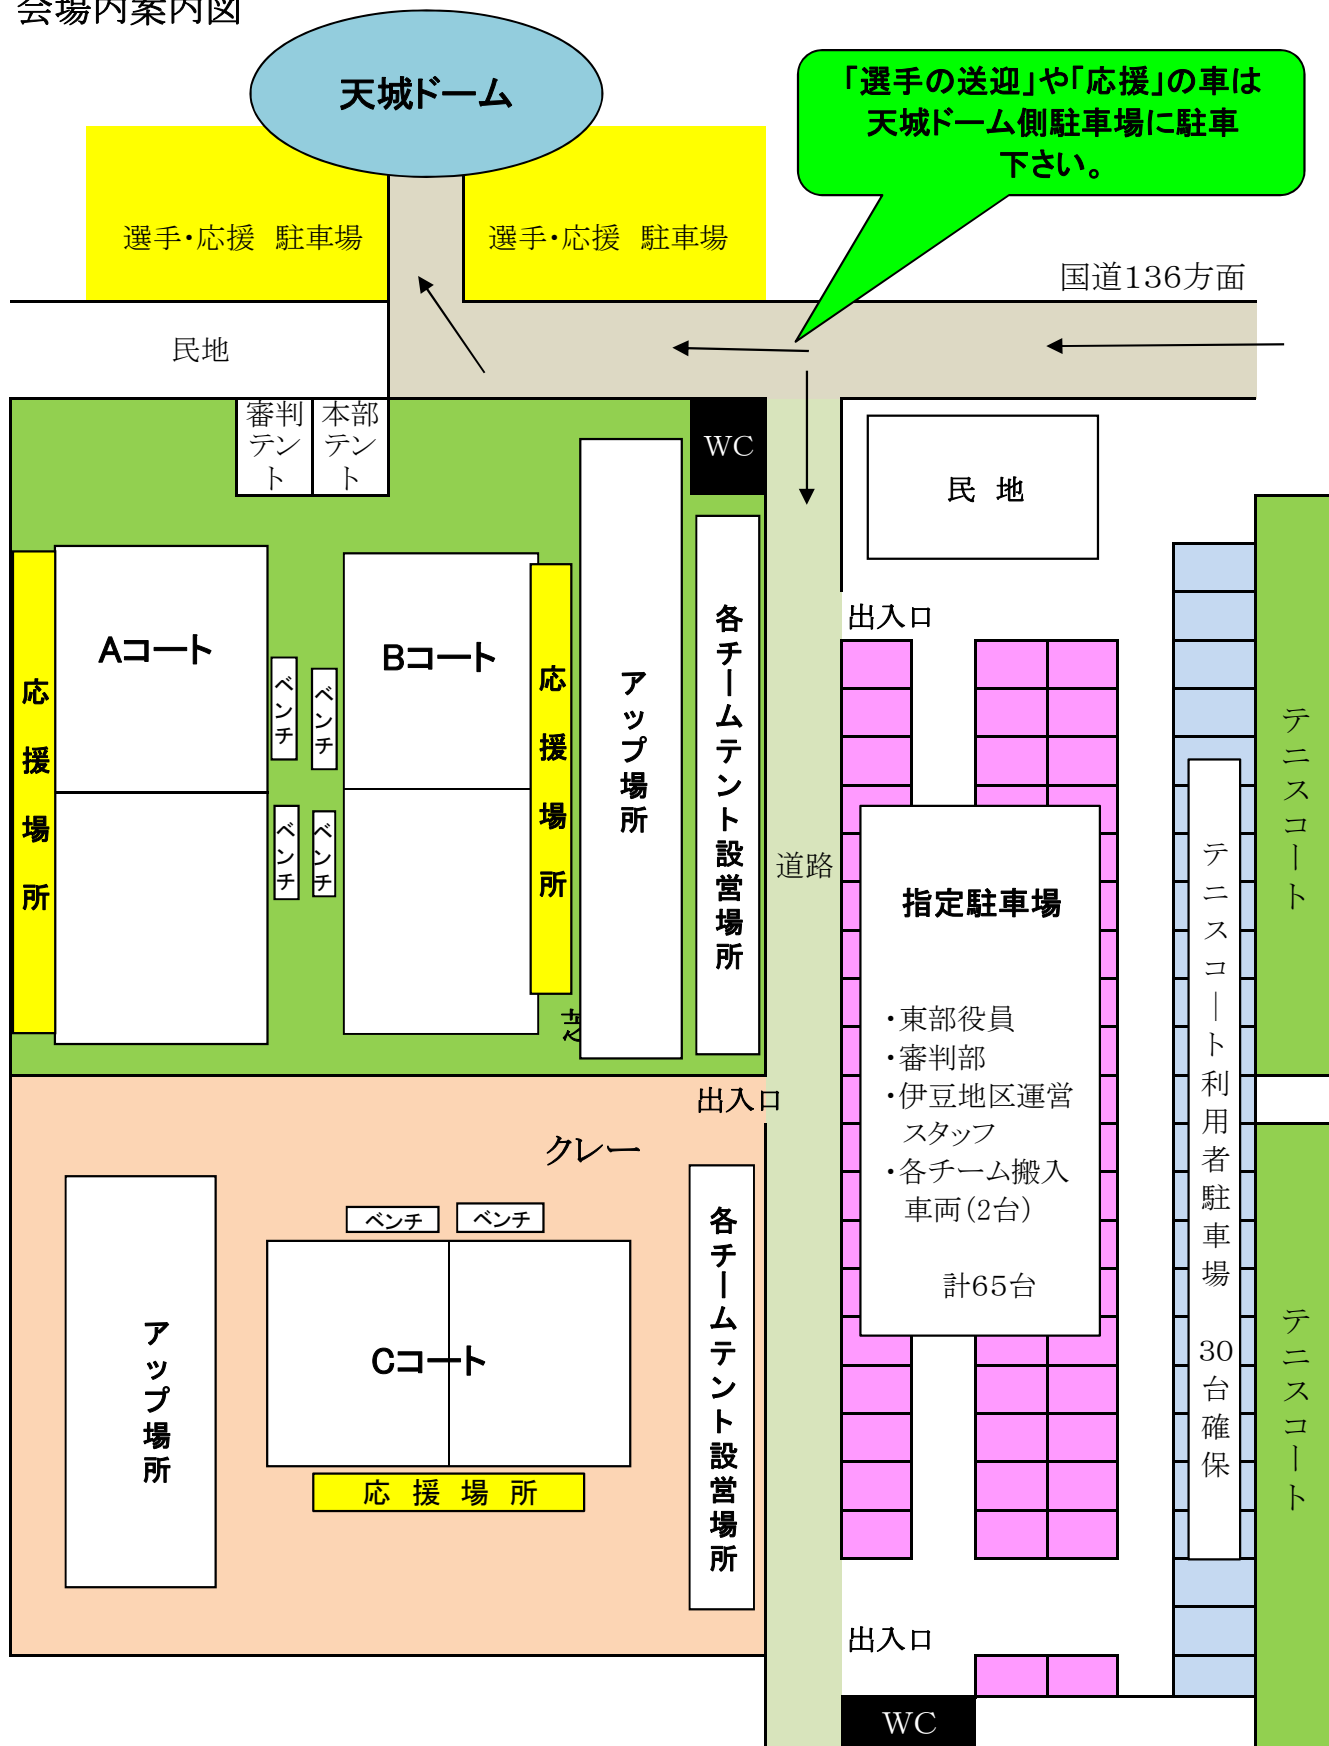 会場内案内図
天城ドーム
「選手の送迎」や「応援」の車は
天城ドーム側駐車場に駐車
下さい。
選手・応援　駐車場
選手・応援　駐車場
国道136方面
民地
審判
テン
ト
本部
テン
ト
WC
民　地
出入口
Aコート
Bコート
ベンチ
ベンチ
ベンチ
ベンチ
応援場所
応援場所
アップ場所
各チームテント設営場所
道路
指定駐車場
・東部役員
・審判部
・伊豆地区運営
スタッフ
・各チーム搬入
車両（2台）
計65台
テニスコート利用者駐車場　30台確保
テニスコート
テニスコート
芝
出入口
クレー
ベンチ
ベンチ
Cコート
応援場所
アップ場所
各チームテント設営場所
出入口
WC